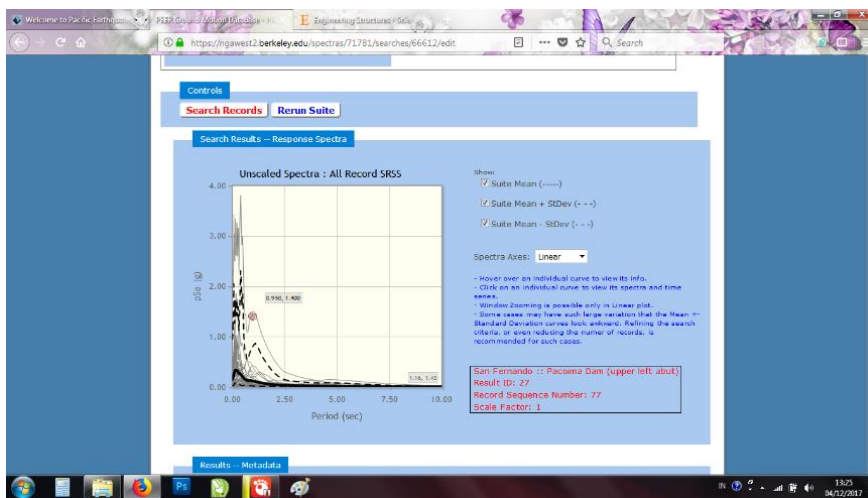 Welcome to Pacific Earthqua
PEER Ground Motion Database
Engineering Structures
https://ngawest2.berkeley.edu/spectras/71781/searches/66612/edit
Search
Controls
Search Records
Rerun Suite
Search Results -- Response Spectra
Unscaled Spectra : All Record SRSS
4.00
3.00
2.00
1.00
0.00
pSa (g)
0.950, 1.400
0.00
2.50
5.00
7.50
10.00
Period (sec)
Show:
Suite Mean (-----)
Suite Mean + StDev (- - -)
Suite Mean - StDev (- - -)
Spectra Axes: Linear
- Hover over an individual curve to view its info.
- Click on an individual curve to view its spectra and time
series.
- Window Zooming is possible only in Linear plot.
- Some cases may have such large variation that the Mean +-
Standard Deviation curves look awkward. Refining the search
criteria, or even reducing the numer of records, is
recommended for such cases.
San Fernando :: Pacoima Dam (upper left abut)
Result ID: 27
Record Sequence Number: 77
Scale Factor: 1
Results -- Metadata
Ps
IN
13:25
04/12/2017